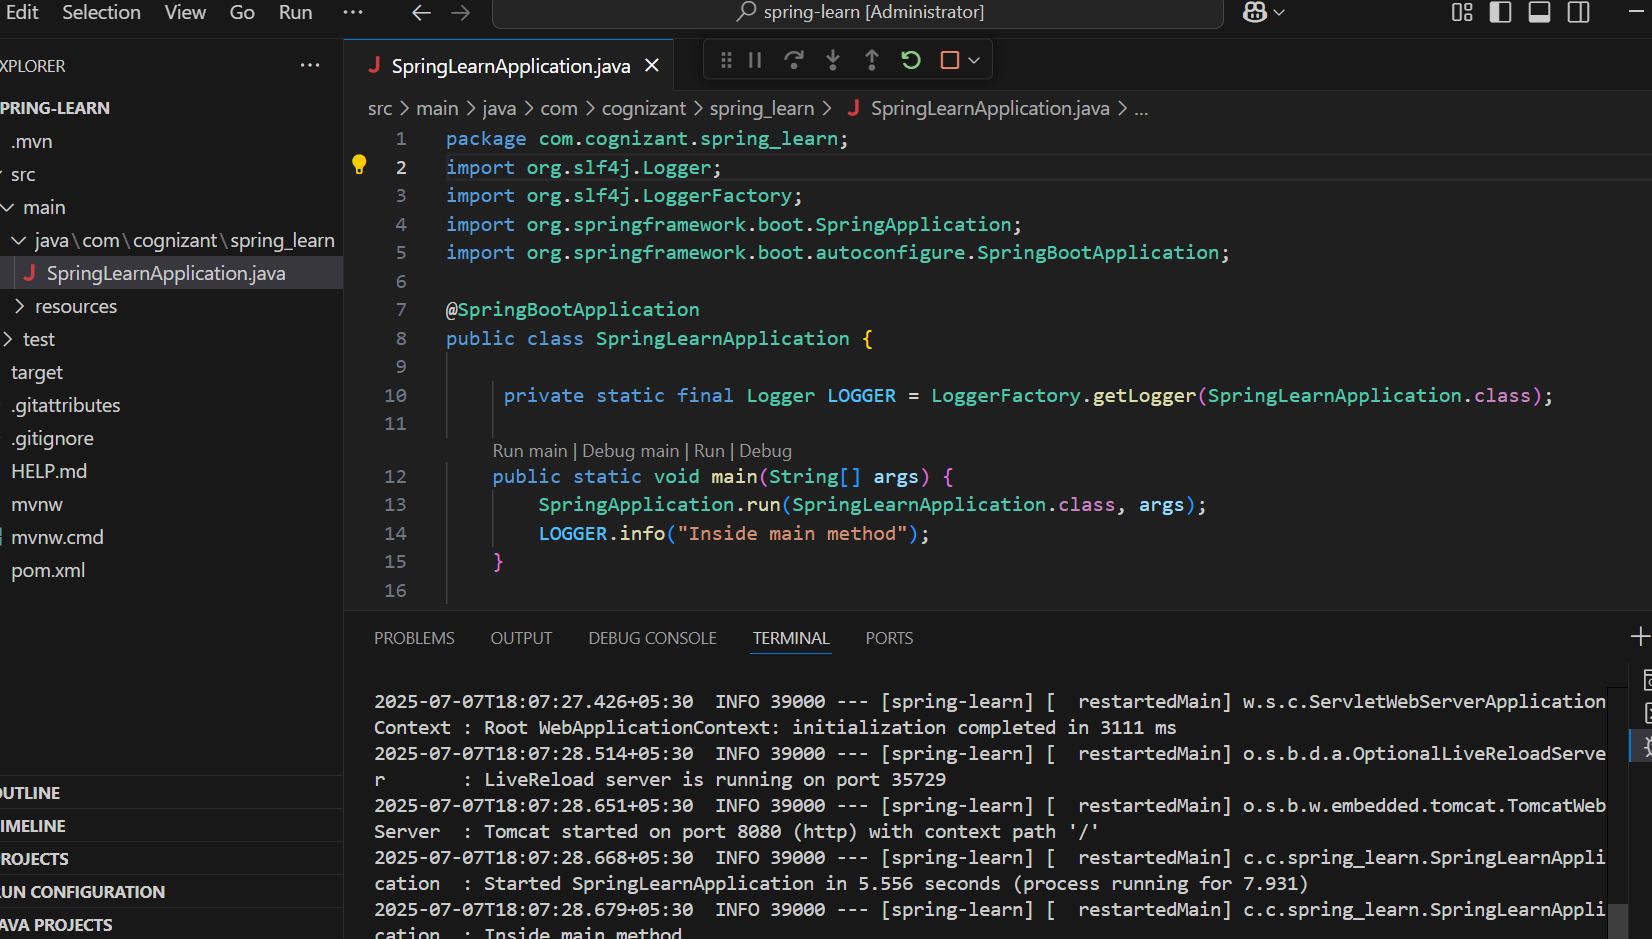 Edit Selection View Go Run ···
spring-learn [Administrator]
XPLORER ···
PRING-LEARN
.mvn
src
main
java\com\cognizant\spring_learn
J SpringLearnApplication.java
resources
test
target
.gitattributes
.gitignore
HELP.md
mvnw
mvnw.cmd
pom.xml
OUTLINE
IMELINE
ROJECTS
RUN CONFIGURATION
AVA PROJECTS
J SpringLearnApplication.java
src > main > java > com > cognizant > spring_learn > J SpringLearnApplication.java > ...
1 package com.cognizant.spring_learn;
2 import org.slf4j.Logger;
3 import org.slf4j.LoggerFactory;
4 import org.springframework.boot.SpringApplication;
5 import org.springframework.boot.autoconfigure.SpringBootApplication;
6
7 @SpringBootApplication
8 public class SpringLearnApplication {
9
10 private static final Logger LOGGER = LoggerFactory.getLogger(SpringLearnApplication.class);
11
Run main | Debug main | Run | Debug
12 public static void main(String[] args) {
13 SpringApplication.run(SpringLearnApplication.class, args);
14 LOGGER.info("Inside main method");
15 }
16
PROBLEMS OUTPUT DEBUG CONSOLE TERMINAL PORTS
2025-07-07T18:07:27.426+05:30  INFO 39000 --- [spring-learn] [  restartedMain] w.s.c.ServletWebServerApplication
Context : Root WebApplicationContext: initialization completed in 3111 ms
2025-07-07T18:07:28.514+05:30  INFO 39000 --- [spring-learn] [  restartedMain] o.s.b.d.a.OptionalLiveReloadServe
r       : LiveReload server is running on port 35729
2025-07-07T18:07:28.651+05:30  INFO 39000 --- [spring-learn] [  restartedMain] o.s.b.w.embedded.tomcat.TomcatWeb
Server  : Tomcat started on port 8080 (http) with context path '/'
2025-07-07T18:07:28.668+05:30  INFO 39000 --- [spring-learn] [  restartedMain] c.c.spring_learn.SpringLearnAppli
cation  : Started SpringLearnApplication in 5.556 seconds (process running for 7.931)
2025-07-07T18:07:28.679+05:30  INFO 39000 --- [spring-learn] [  restartedMain] c.c.spring_learn.SpringLearnAppli
cation  : Inside main method